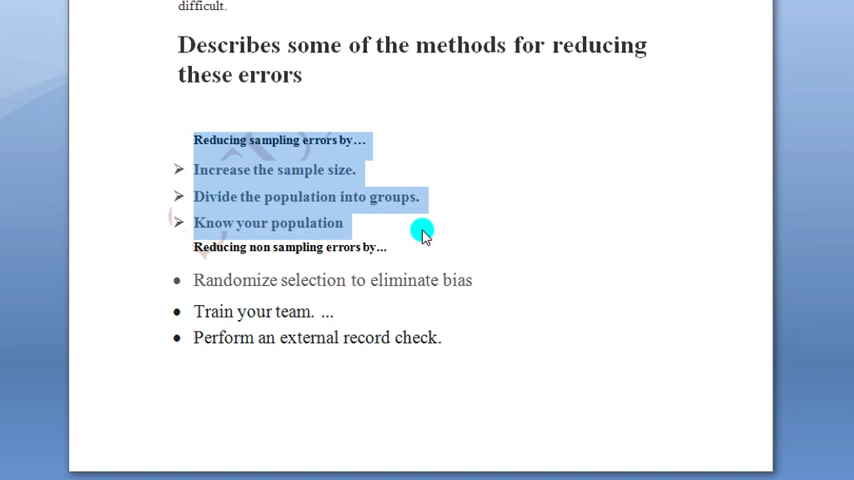 difficult.
Describes some of the methods for reducing
these errors
Reducing sampling errors by…
➢ Increase the sample size.
➢ Divide the population into groups.
➢ Know your population
Reducing non sampling errors by...
• Randomize selection to eliminate bias
• Train your team. ...
• Perform an external record check.